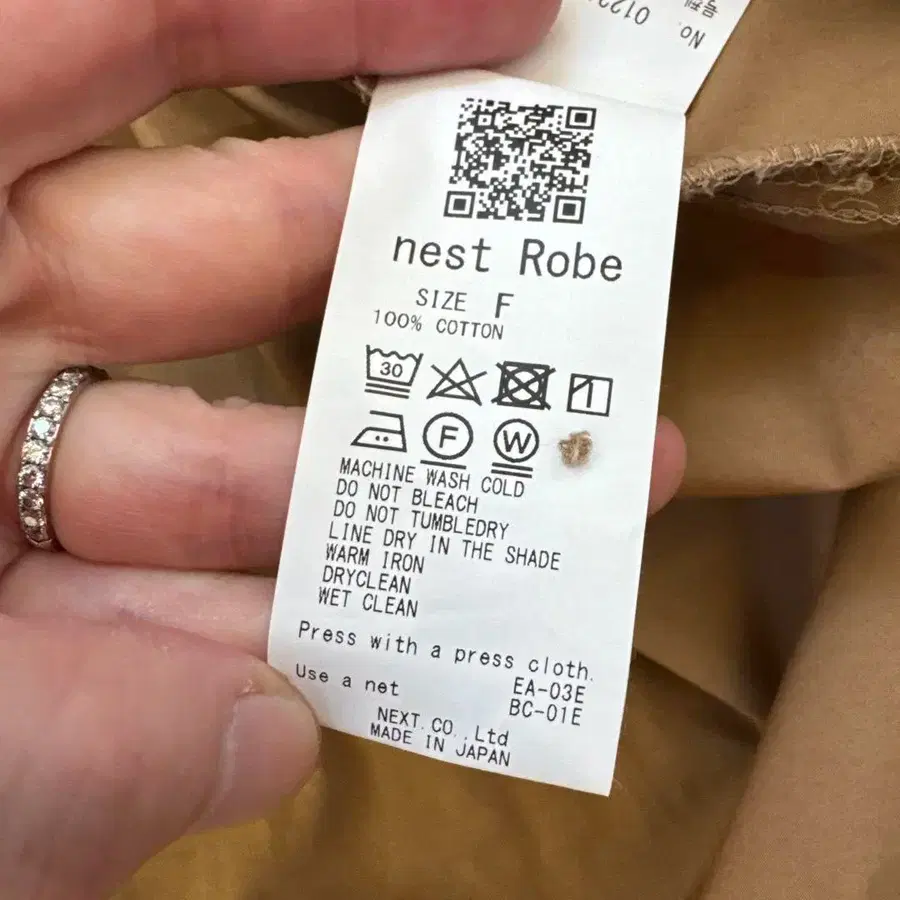 No. 0122
nest Robe
SIZE F
100% COTTON
30
F W
MACHINE WASH COLD
DO NOT BLEACH
DO NOT TUMBLEDRY
LINE DRY IN THE SHADE
WARM IRON
DRYCLEAN
WET CLEAN
Press with a press cloth.
Use a net
EA-03E
BC-01E
NEXT.CO.,Ltd
MADE IN JAPAN